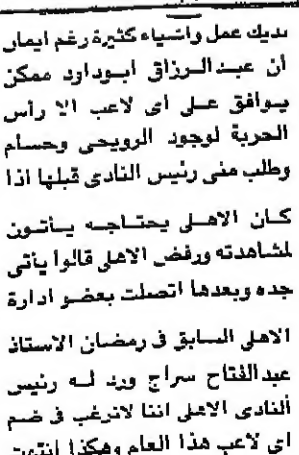 لديك عمل واشياء كثيرة رغم ايمان
أن عبد الرزاق ابوداود ممكن
يوافق على اى لاعب الا رأس
الحربة لوجود الرويحى وحسام
وطلب منى رئيس النادى قبلها اذا
كان الاهلى يحتاجه يأتون
لمشاهدته ورفض الاهلى قالوا يأتى
جده وبعدها اتصلت بعضو ادارة
الاهلى السابق فى رمضان الاستاذ
عبدالفتاح سراج ورد له رئيس
النادى الاهلى اننا لانرغب فى ضم
اى لاعب هذا العام وهكذا انتهت